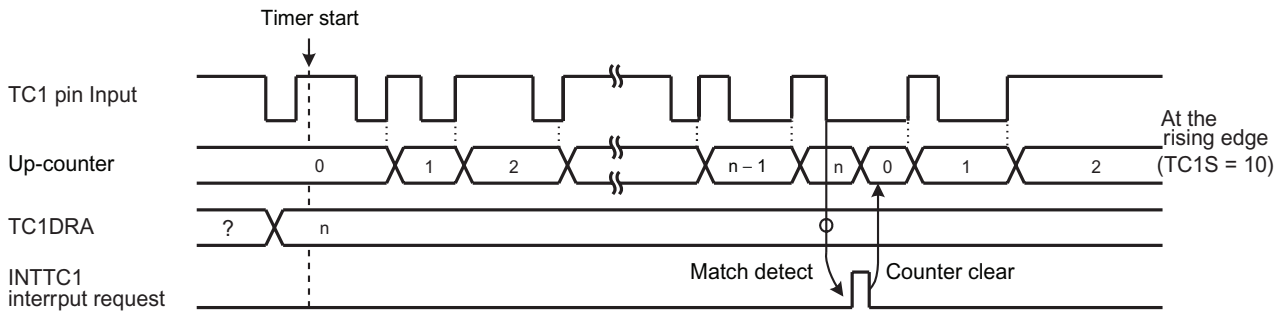 Timer start
TC1 pin Input
At the
rising edge
(TC1S = 10)
Up-counter
0 1 2 n – 1 n 0 1 2
TC1DRA
? n
Match detect Counter clear
INTTC1
interrput request